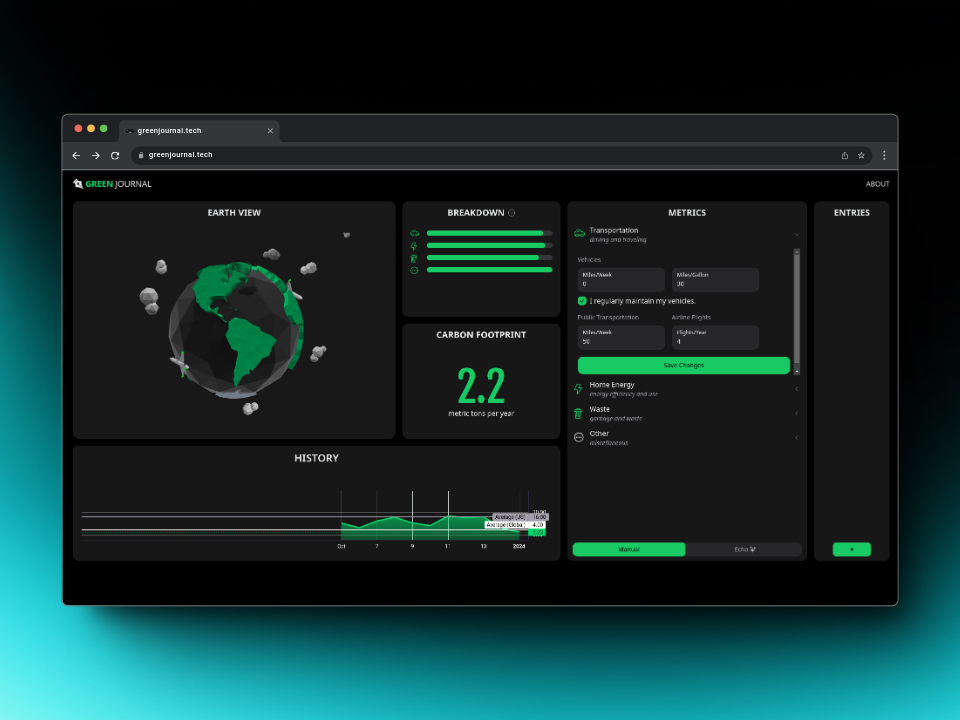 greenjournal.tech
greenjournal.tech
GREEN JOURNAL
ABOUT
EARTH VIEW
BREAKDOWN
CARBON FOOTPRINT
2.2
metric tons per year
HISTORY
Average (US) 16.00
Average (Global) 4.00
Oct 7 9 11 13 2024
METRICS
Transportation
driving and traveling
Vehicles
Miles/Week
0
Miles/Gallon
30
I regularly maintain my vehicles.
Public Transportation
Miles/Week
50
Airline Flights
Flights/Year
4
Save Changes
Home Energy
energy efficiency and use
Waste
garbage and waste
Other
miscellaneous
Manual
Echo
ENTRIES
+